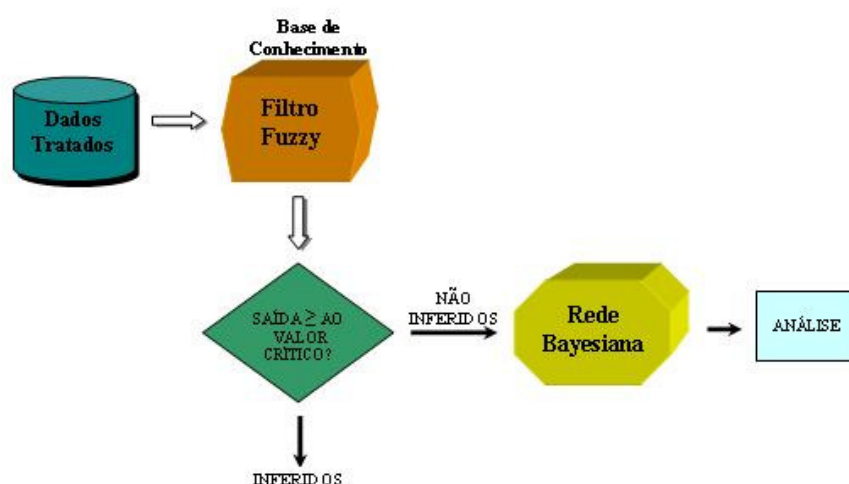 Base de
Conhecimento
Dados
Tratados
Filtro
Fuzzy
SAÍDA ≥ AO
VALOR
CRÍTICO?
NÃO
INFERIDOS
Rede
Bayesiana
ANÁLISE
INFERIDOS